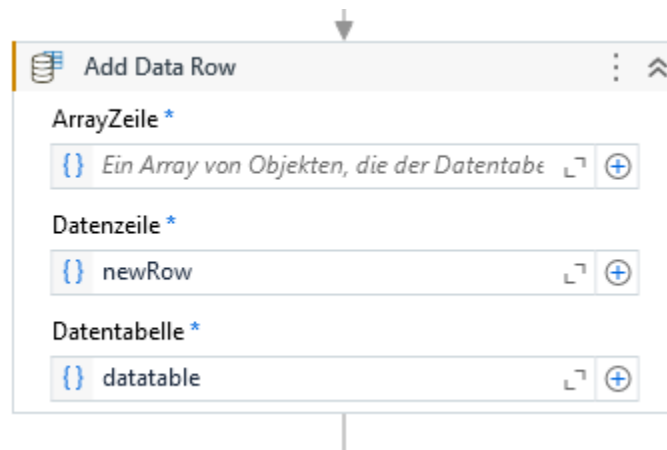 Add Data Row
ArrayZeile *
{} Ein Array von Objekten, die der Datentabe
Datenzeile *
{} newRow
Datentabelle *
{} datatable